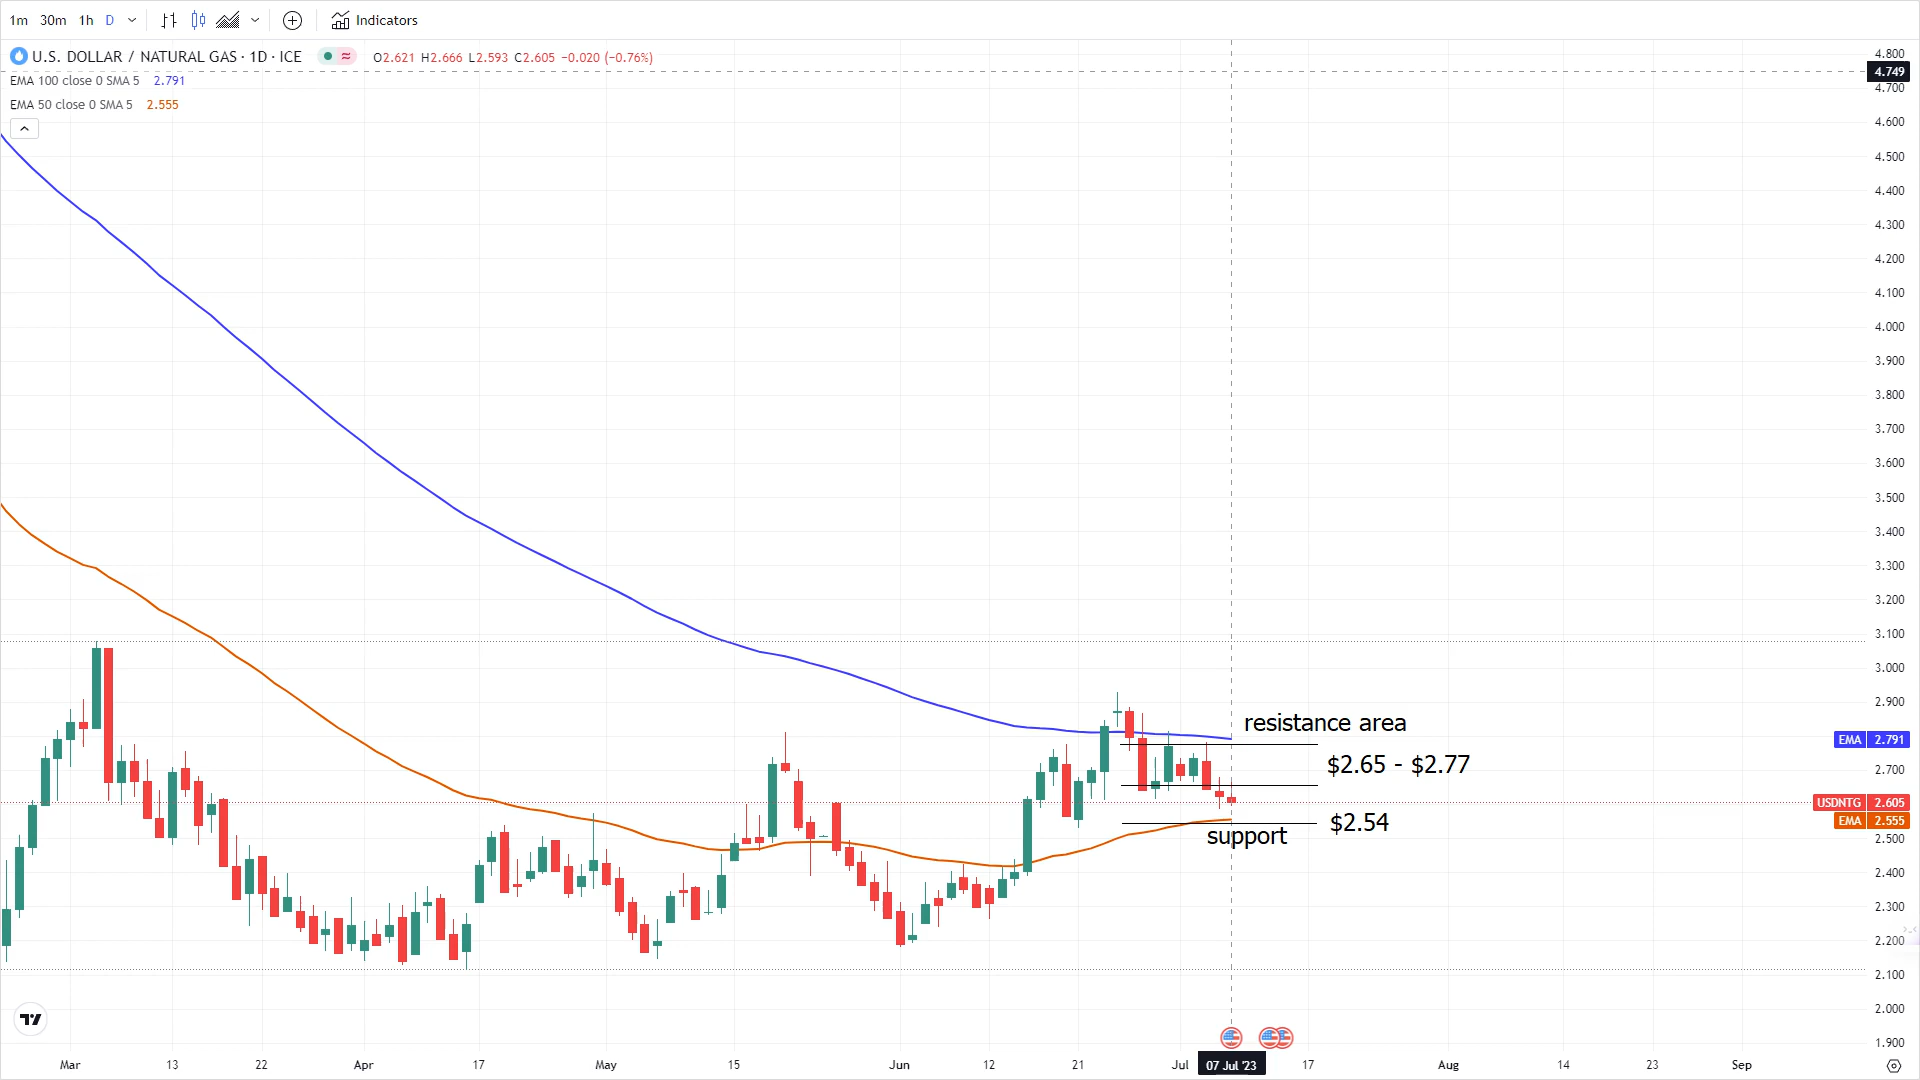 1m 30m 1h D Indicators
U.S. DOLLAR / NATURAL GAS · 1D · ICE O2.621 H2.666 L2.593 C2.605 −0.020 (−0.76%)
EMA 100 close 0 SMA 5 2.791
EMA 50 close 0 SMA 5 2.555
4.800
4.749
4.700
4.600
4.500
4.400
4.300
4.200
4.100
4.000
3.900
3.800
3.700
3.600
3.500
3.400
3.300
3.200
3.100
3.000
2.900
resistance area
EMA 2.791
$2.65 - $2.77
2.700
USDNTG 2.605
EMA 2.555
$2.54
support
2.500
2.400
2.300
2.200
2.100
2.000
1.900
Mar 13 22 Apr 17 May 15 Jun 12 21 Jul 07 Jul '23 17 Aug 14 23 Sep